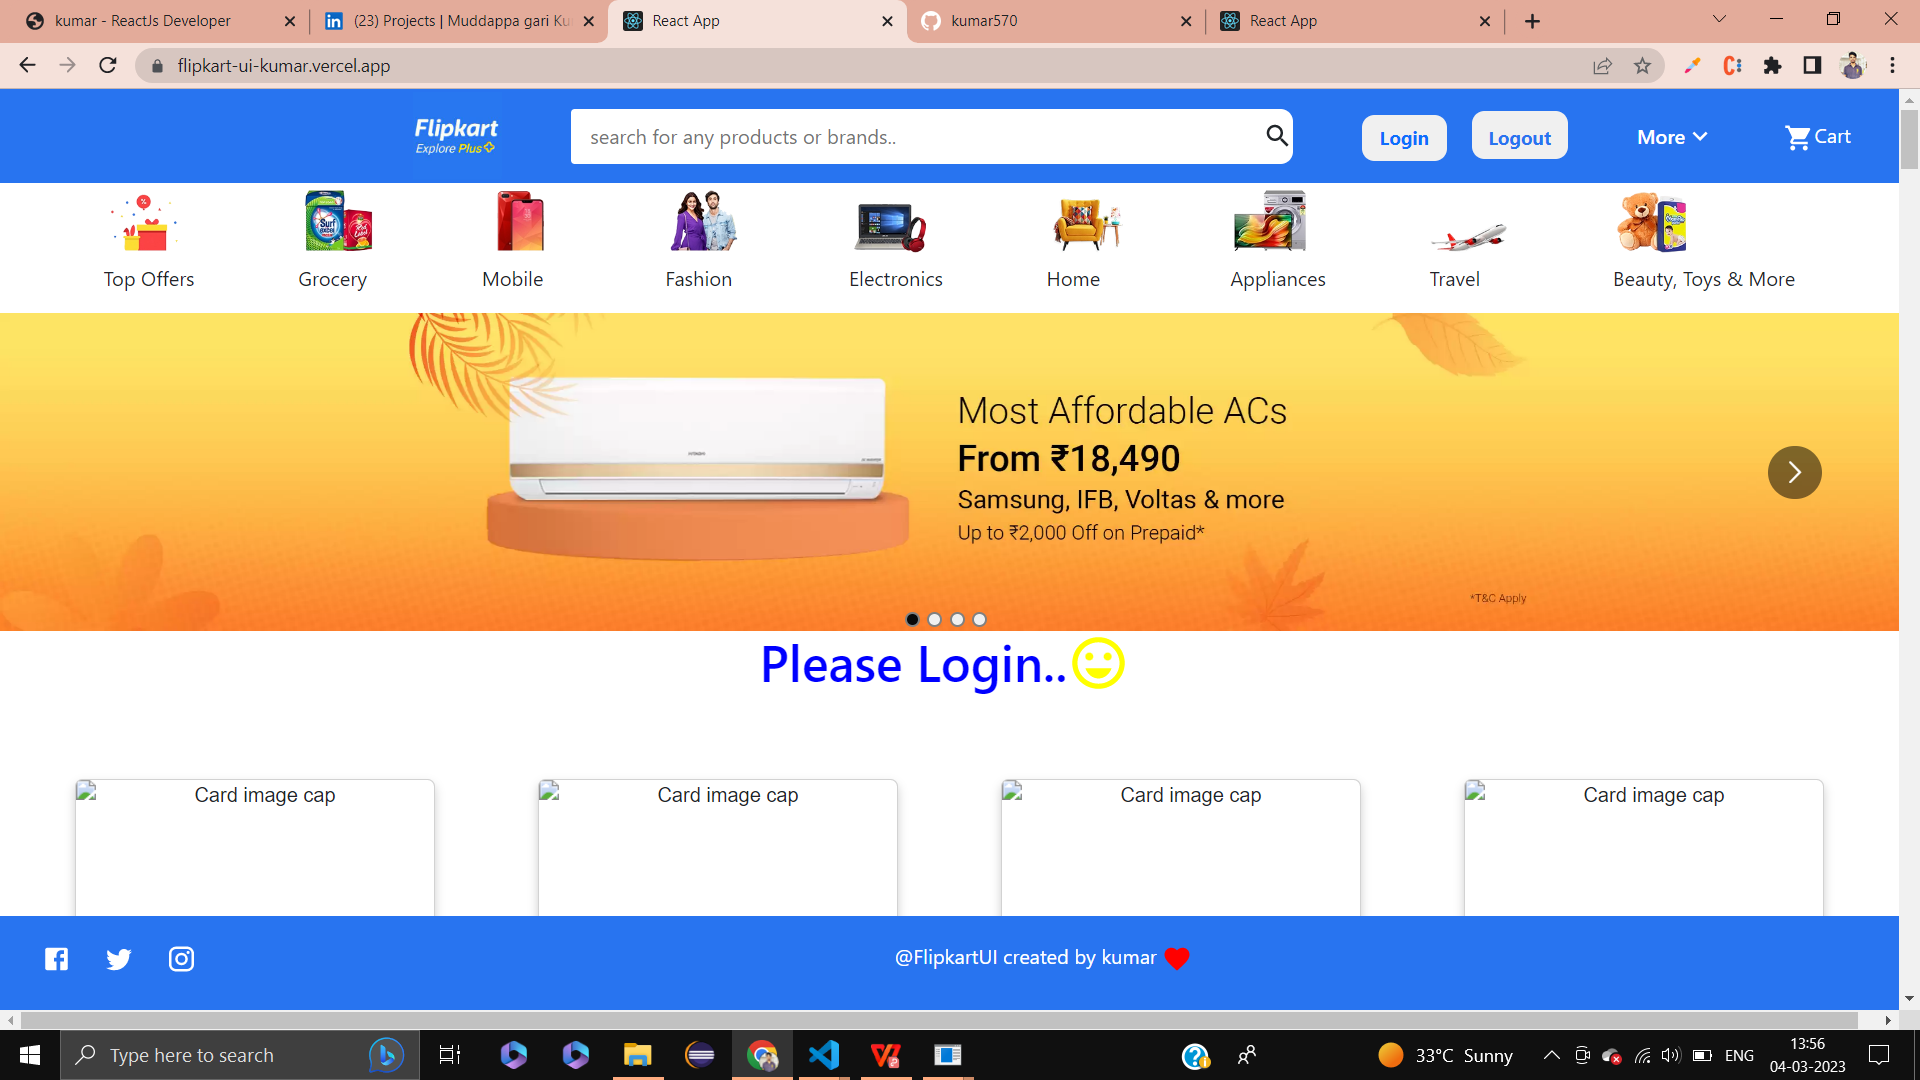 kumar - ReactJs Developer
(23) Projects | Muddappa gari Ku
React App
kumar570
React App
flipkart-ui-kumar.vercel.app
Flipkart
Explore Plus
search for any products or brands..
Login
Logout
More
Cart
Surf
excel
Top Offers
Grocery
Mobile
Fashion
Electronics
Home
Appliances
Travel
Beauty, Toys & More
Most Affordable ACs
From ₹18,490
Samsung, IFB, Voltas & more
Up to ₹2,000 Off on Prepaid*
*T&C Apply
Please Login..
Card image cap
Card image cap
Card image cap
Card image cap
@FlipkartUI created by kumar
Type here to search
33°C Sunny
ENG
13:56
04-03-2023